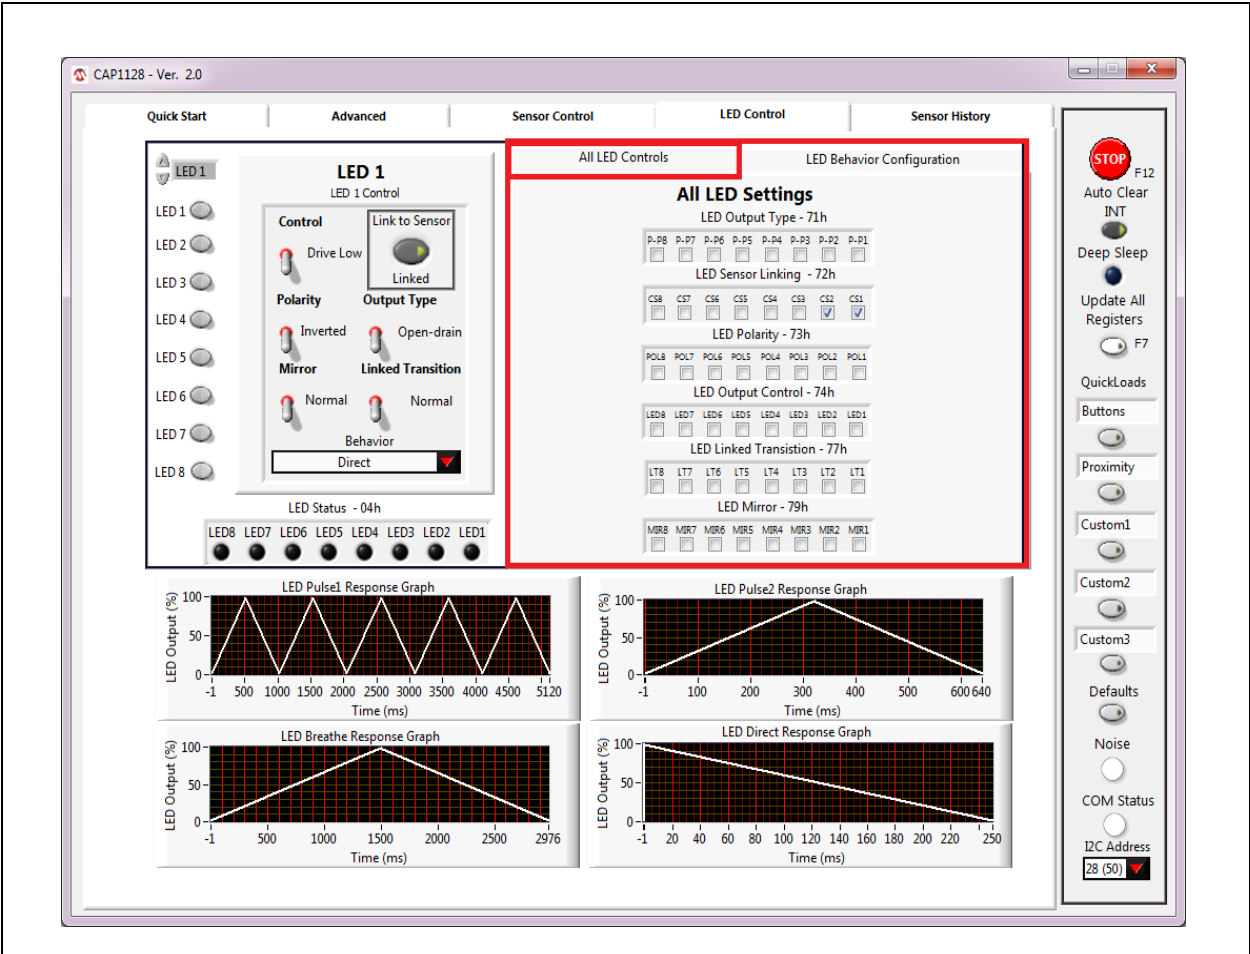 CAP1128 - Ver. 2.0
Quick Start
Advanced
Sensor Control
LED Control
Sensor History
LED 1
LED 1
LED 2
LED 3
LED 4
LED 5
LED 6
LED 7
LED 8
LED 1
LED 1 Control
Control
Drive Low
Link to Sensor
Linked
Polarity
Output Type
Inverted
Open-drain
Mirror
Linked Transition
Normal
Normal
Behavior
Direct
LED Status - 04h
LED8 LED7 LED6 LED5 LED4 LED3 LED2 LED1
All LED Controls
LED Behavior Configuration
All LED Settings
LED Output Type - 71h
P-P8 P-P7 P-P6 P-P5 P-P4 P-P3 P-P2 P-P1
LED Sensor Linking - 72h
CS8 CS7 CS6 CS5 CS4 CS3 CS2 CS1
LED Polarity - 73h
POL8 POL7 POL6 POL5 POL4 POL3 POL2 POL1
LED Output Control - 74h
LED8 LED7 LED6 LED5 LED4 LED3 LED2 LED1
LED Linked Transistion - 77h
LT8 LT7 LT6 LT5 LT4 LT3 LT2 LT1
LED Mirror - 79h
MIR8 MIR7 MIR6 MIR5 MIR4 MIR3 MIR2 MIR1
LED Pulse1 Response Graph
LED Output (%)
100
50
0
-1 500 1000 1500 2000 2500 3000 3500 4000 4500 5120
Time (ms)
LED Pulse2 Response Graph
LED Output (%)
100
50
0
-1 100 200 300 400 500 600 640
Time (ms)
LED Breathe Response Graph
LED Output (%)
100
50
0
-1 500 1000 1500 2000 2500 2976
Time (ms)
LED Direct Response Graph
LED Output (%)
100
50
0
-1 20 40 60 80 100 120 140 160 180 200 220 250
Time (ms)
STOP
F12
Auto Clear
INT
Deep Sleep
Update All
Registers
F7
QuickLoads
Buttons
Proximity
Custom1
Custom2
Custom3
Defaults
Noise
COM Status
I2C Address
28 (50)